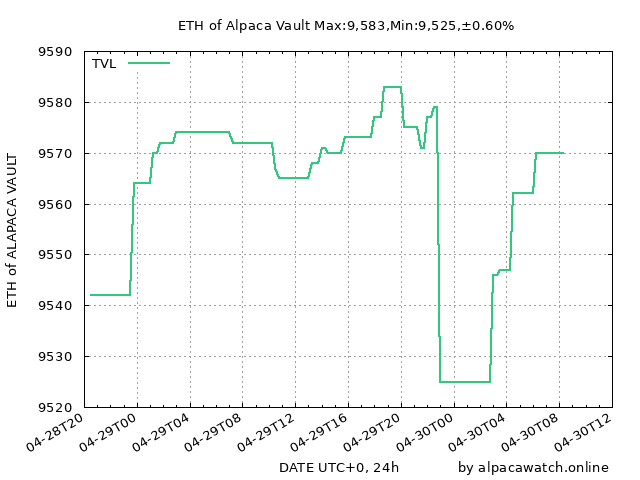 ETH of Alpaca Vault Max:9,583,Min:9,525,±0.60%
TVL
9590
9580
9570
9560
9550
9540
9530
9520
ETH of ALAPACA VAULT
04-28T20
04-29T00
04-29T04
04-29T08
04-29T12
04-29T16
04-29T20
04-30T00
04-30T04
04-30T08
04-30T12
DATE UTC+0, 24h
by alpacawatch.online